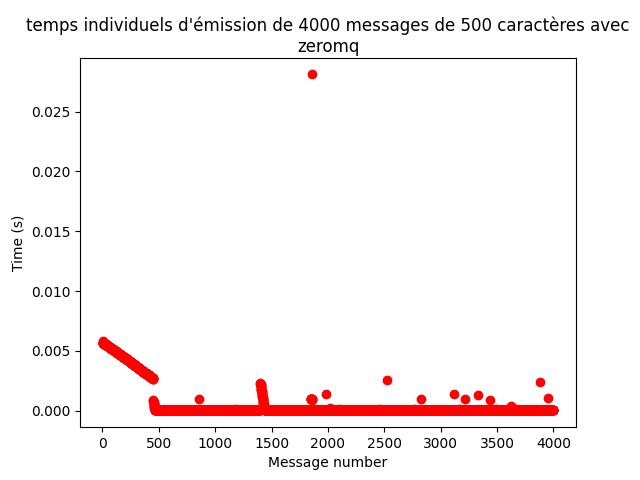 temps individuels d'émission de 4000 messages de 500 caractères avec
zeromq
0.025
0.020
0.015
0.010
0.005
0.000
Time (s)
0 500 1000 1500 2000 2500 3000 3500 4000
Message number